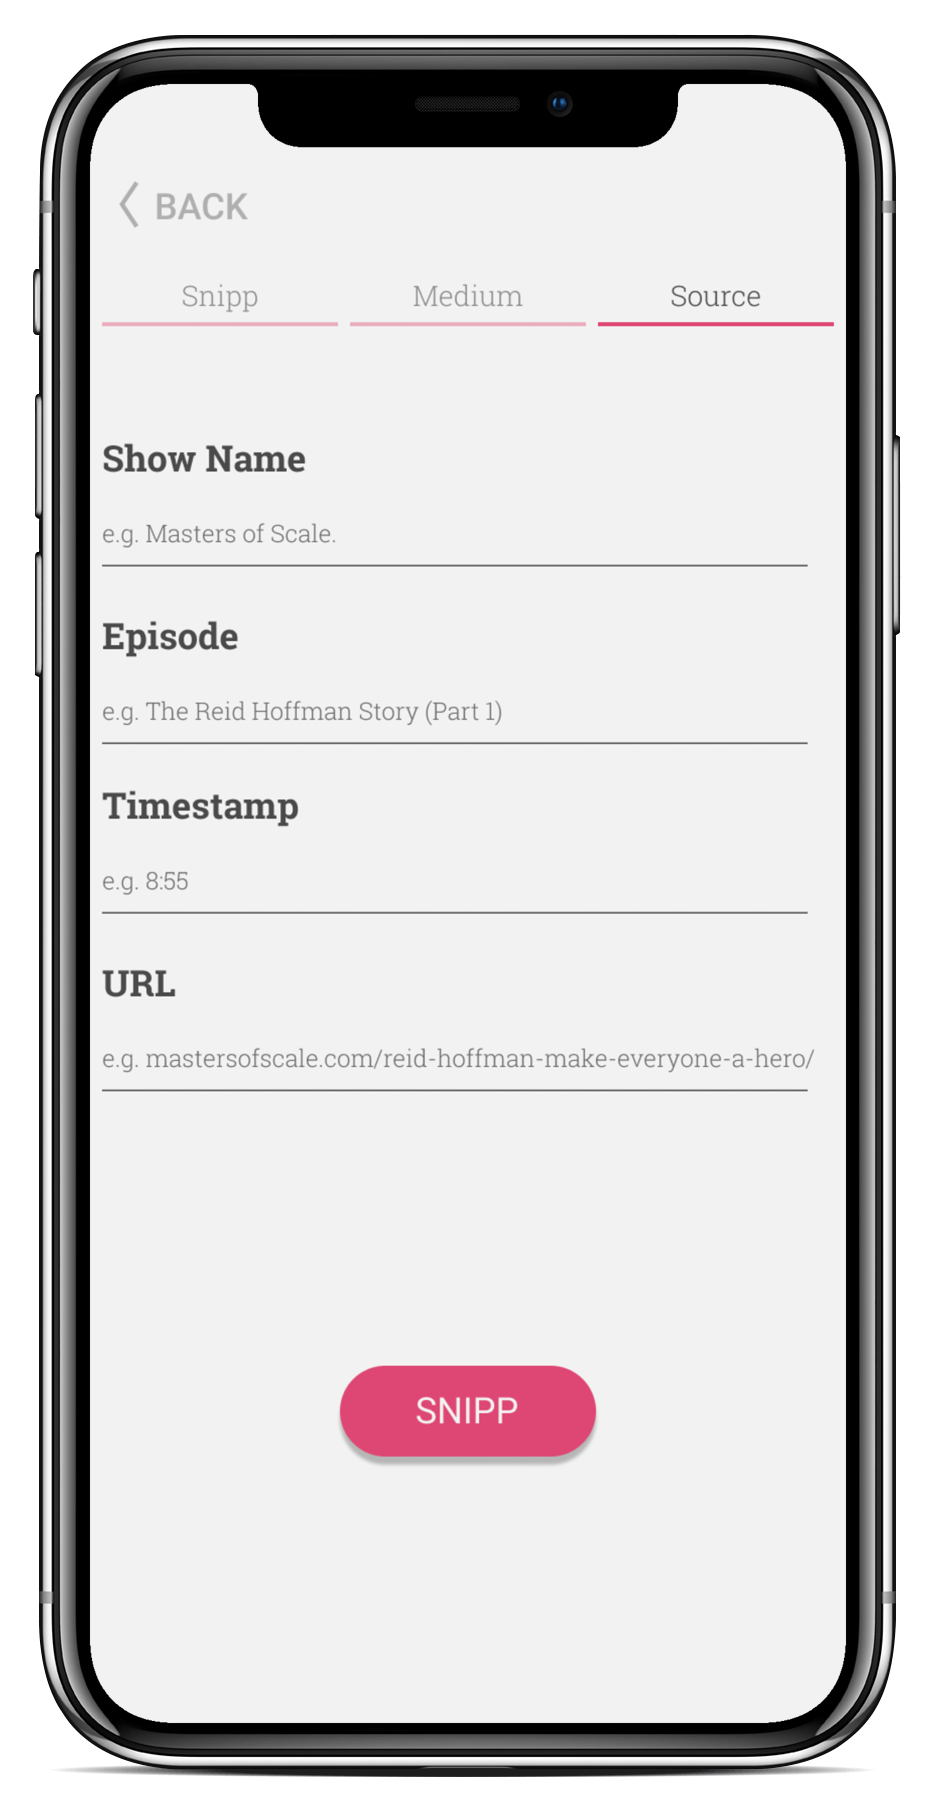 BACK
Snipp Medium Source
Show Name
e.g. Masters of Scale.
Episode
e.g. The Reid Hoffman Story (Part 1)
Timestamp
e.g. 8:55
URL
e.g. mastersofscale.com/reid-hoffman-make-everyone-a-hero/
SNIPP